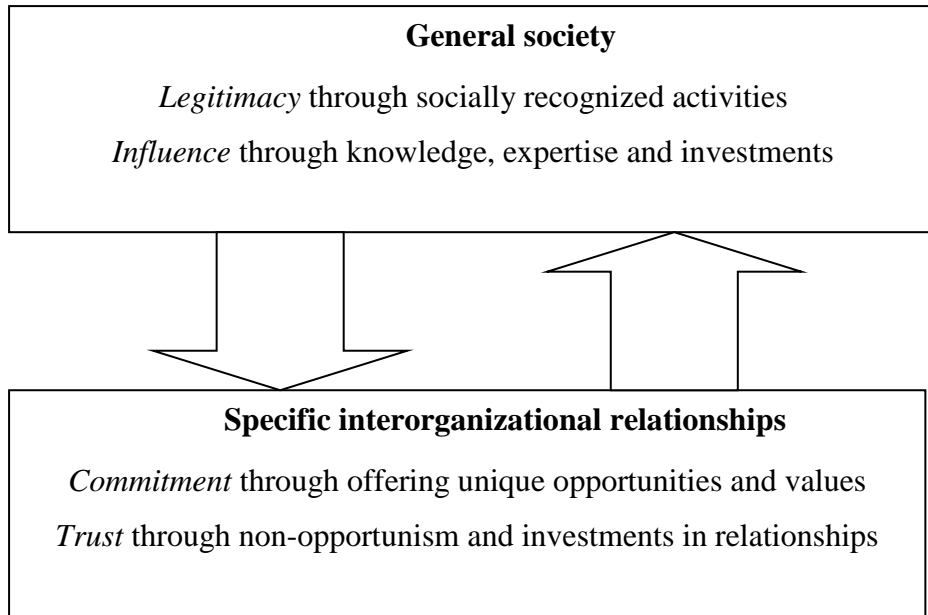 General society
Legitimacy through socially recognized activities
Influence through knowledge, expertise and investments
Specific interorganizational relationships
Commitment through offering unique opportunities and values
Trust through non-opportunism and investments in relationships